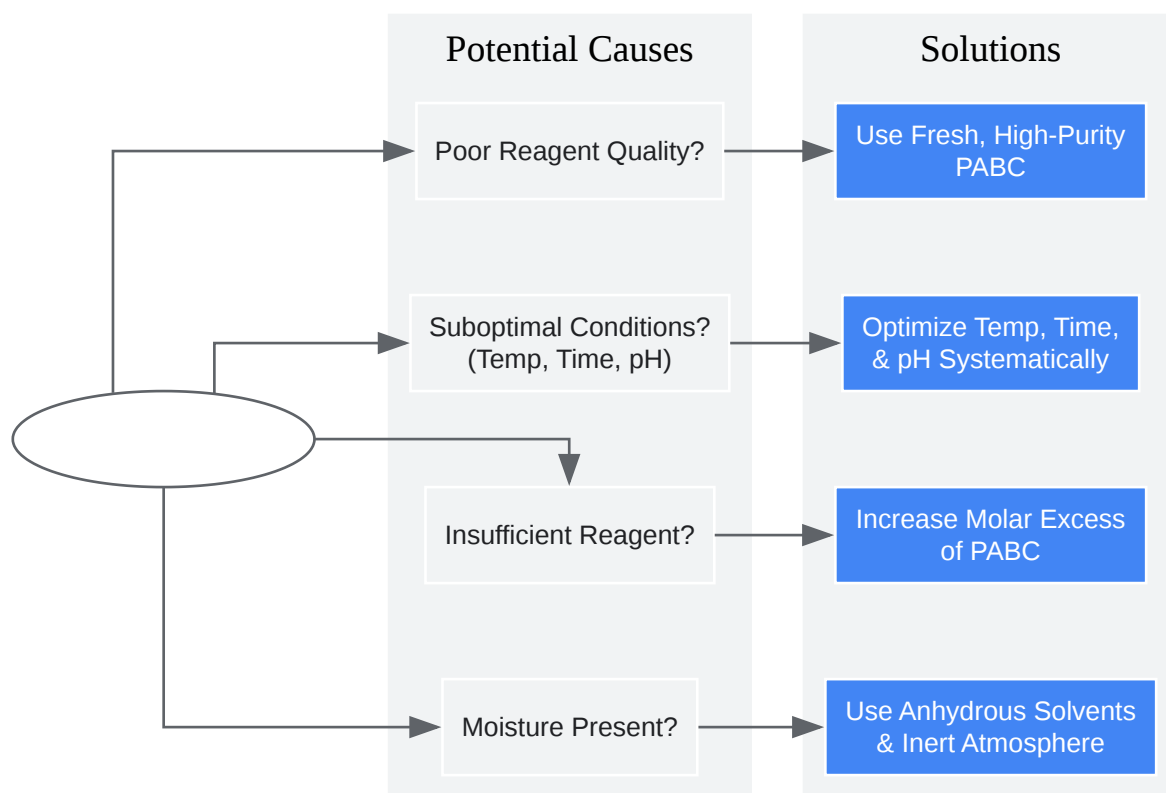 Potential Causes
Solutions
Poor Reagent Quality?
Use Fresh, High-Purity
PABC
Suboptimal Conditions?
(Temp, Time, pH)
Optimize Temp, Time,
& pH Systematically
Insufficient Reagent?
Increase Molar Excess
of PABC
Moisture Present?
Use Anhydrous Solvents
& Inert Atmosphere